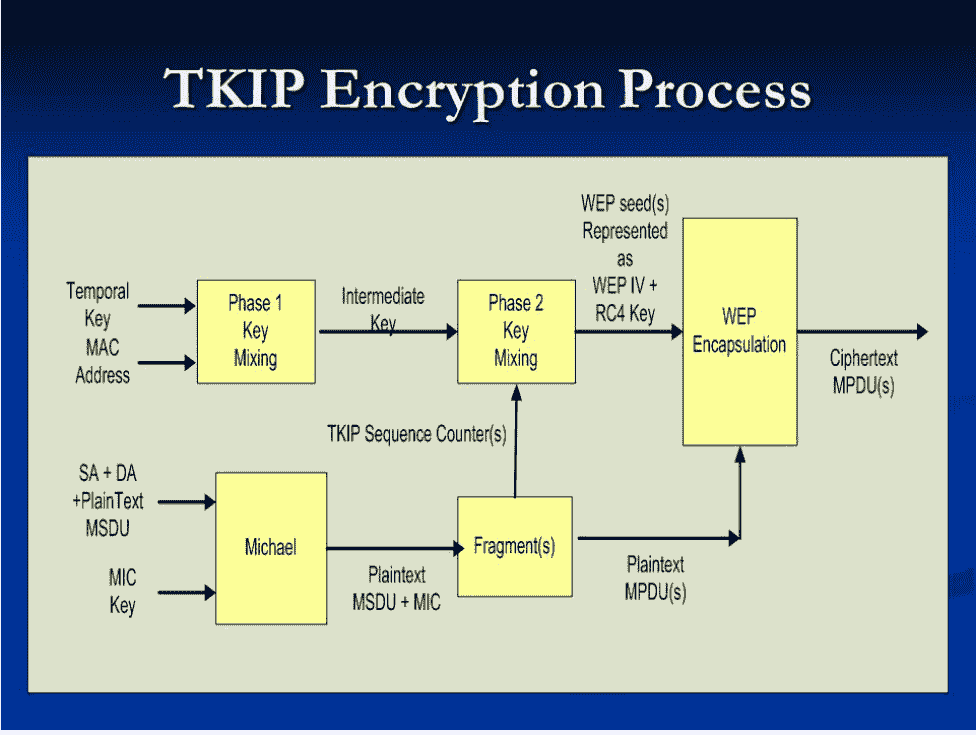 TKIP Encryption Process
WEP seed(s)
Represented
as
WEP IV +
RC4 Key
Temporal
Key
MAC
Address
Phase 1
Key
Mixing
Intermediate
Key
Phase 2
Key
Mixing
WEP
Encapsulation
Ciphertext
MPDU(s)
TKIP Sequence Counter(s)
SA + DA
+PlainText
MSDU
MIC
Key
Michael
Plaintext
MSDU + MIC
Fragment(s)
Plaintext
MPDU(s)